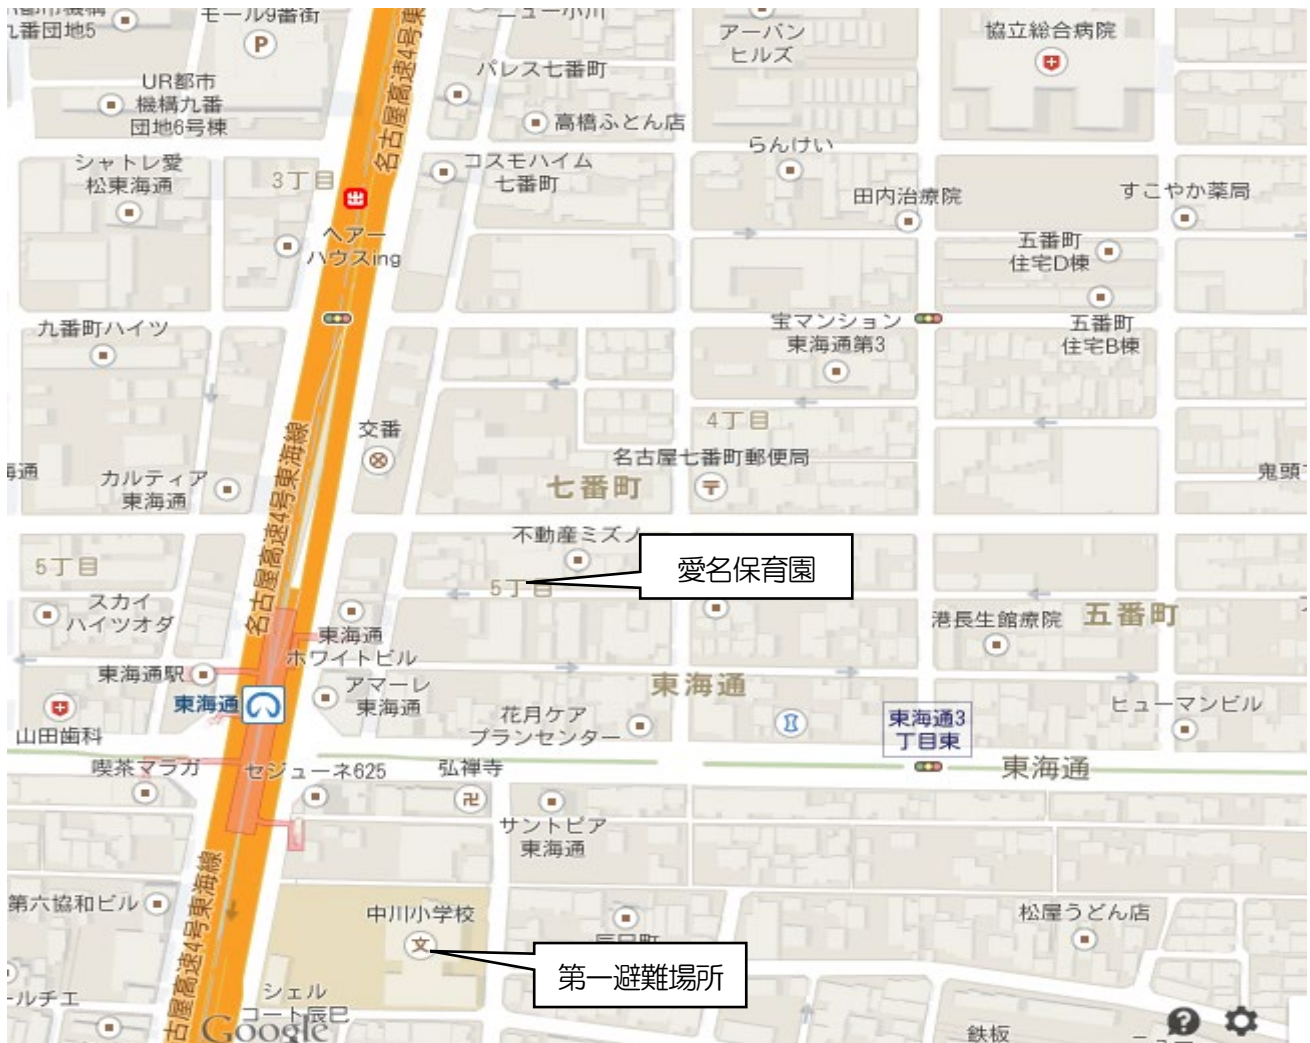 九番団地5
モール9番街
P
ニュー小川
アーバン
ヒルズ
協立総合病院
UR都市
機構九番
団地6号棟
パレス七番町
高橋ふとん店
名古屋高速4号東
らんけい
シャトレ愛
松東海通
3丁目
出
コスモハイム
七番町
田内治療院
すこやか薬局
ヘアー
ハウスing
五番町
住宅D棟
九番町ハイツ
宝マンション
東海通第3
五番町
住宅B棟
4丁目
交番
名古屋高速4号東海線
名古屋七番町郵便局
〒
海通
カルティア
東海通
七番町
鬼頭
不動産ミズノ
愛名保育園
5丁目
5丁目
スカイ
ハイツオダ
東海通
ホワイトビル
港長生館療院
五番町
東海通駅
東海通
アマーレ
東海通
東海通
山田歯科
花月ケア
プランセンター
東海通3
丁目東
ヒューマンビル
喫茶マラガ
セジューネ625
弘禅寺
卍
東海通
サントピア
東海通
第六協和ビル
古屋高速4号東海線
中川小学校
文
松屋うどん店
辰巳町
第一避難場所
ールチエ
シェル
コート辰巳
Google
鉄板